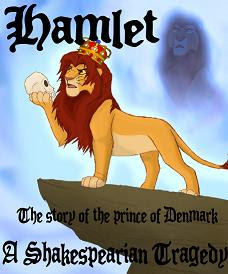 Hamlet
The story of the prince of Denmark
A Shakespearian Tragedy